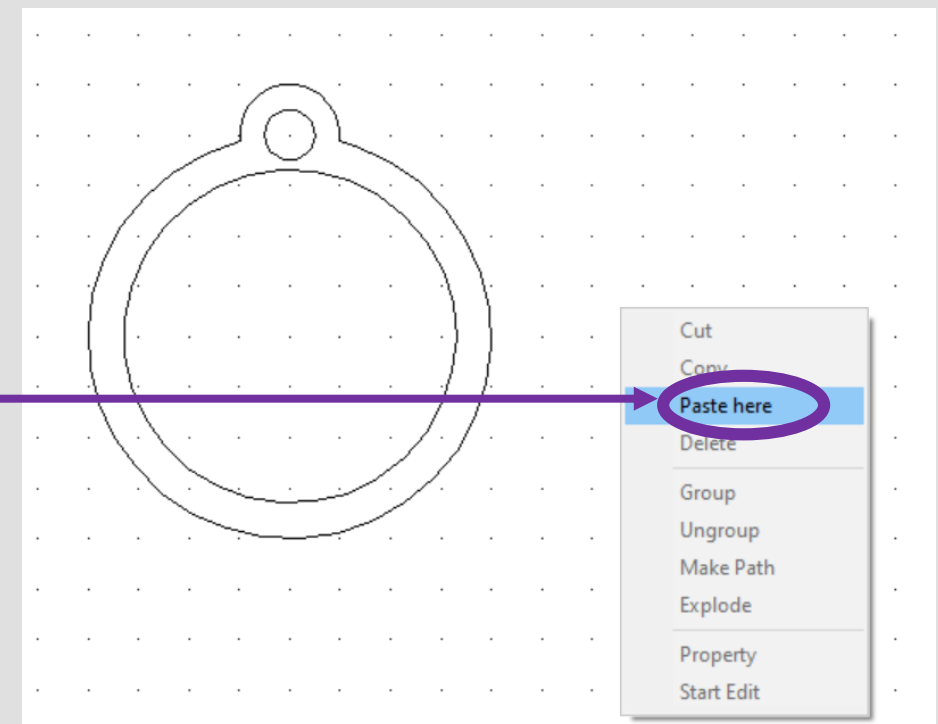 Cut
Copy
Paste here
Delete
Group
Ungroup
Make Path
Explode
Property
Start Edit